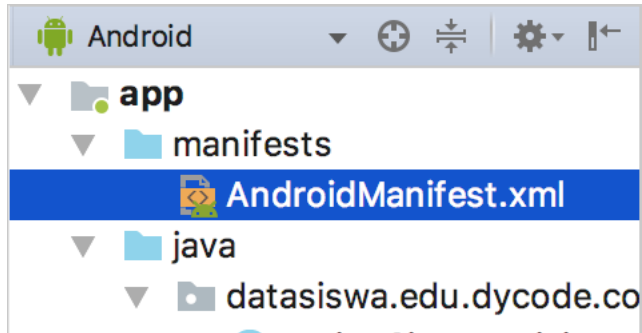 Android
app
manifests
AndroidManifest.xml
java
datasiswa.edu.dycode.co